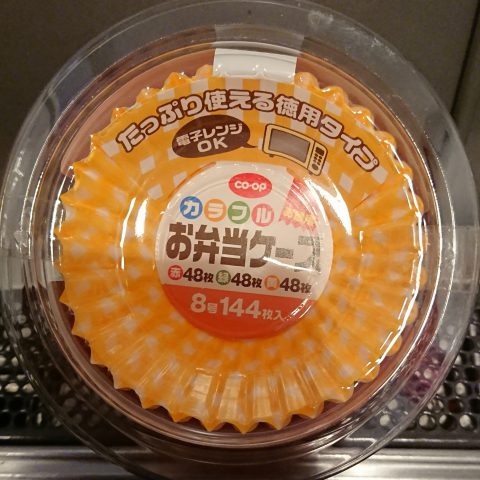 たっぷり使える徳用タイプ
電子レンジ
OK
CO・OP
カラフル
お弁当ケース
赤48枚 緑48枚 黄48枚
8号 144枚入